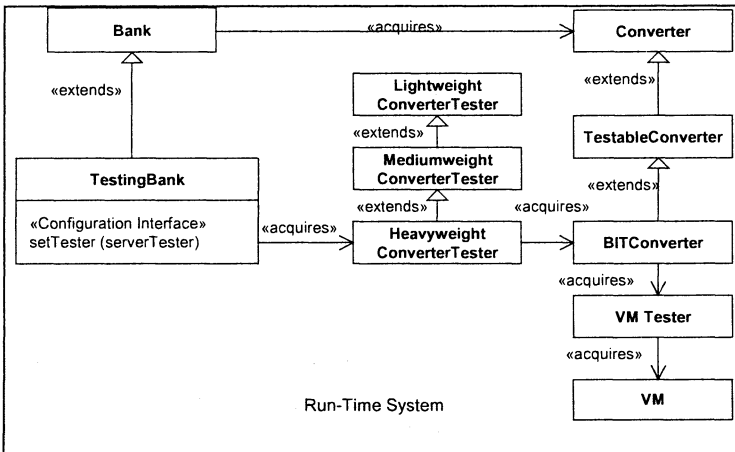 Bank
«acquires»
Converter
«extends»
Lightweight
ConverterTester
«extends»
«extends»
TestableConverter
Mediumweight
ConverterTester
TestingBank
«extends»
«extends»
«acquires»
«Configuration Interface»
setTester (serverTester)
«acquires»
Heavyweight
ConverterTester
BITConverter
«acquires»
VM Tester
«acquires»
VM
Run-Time System